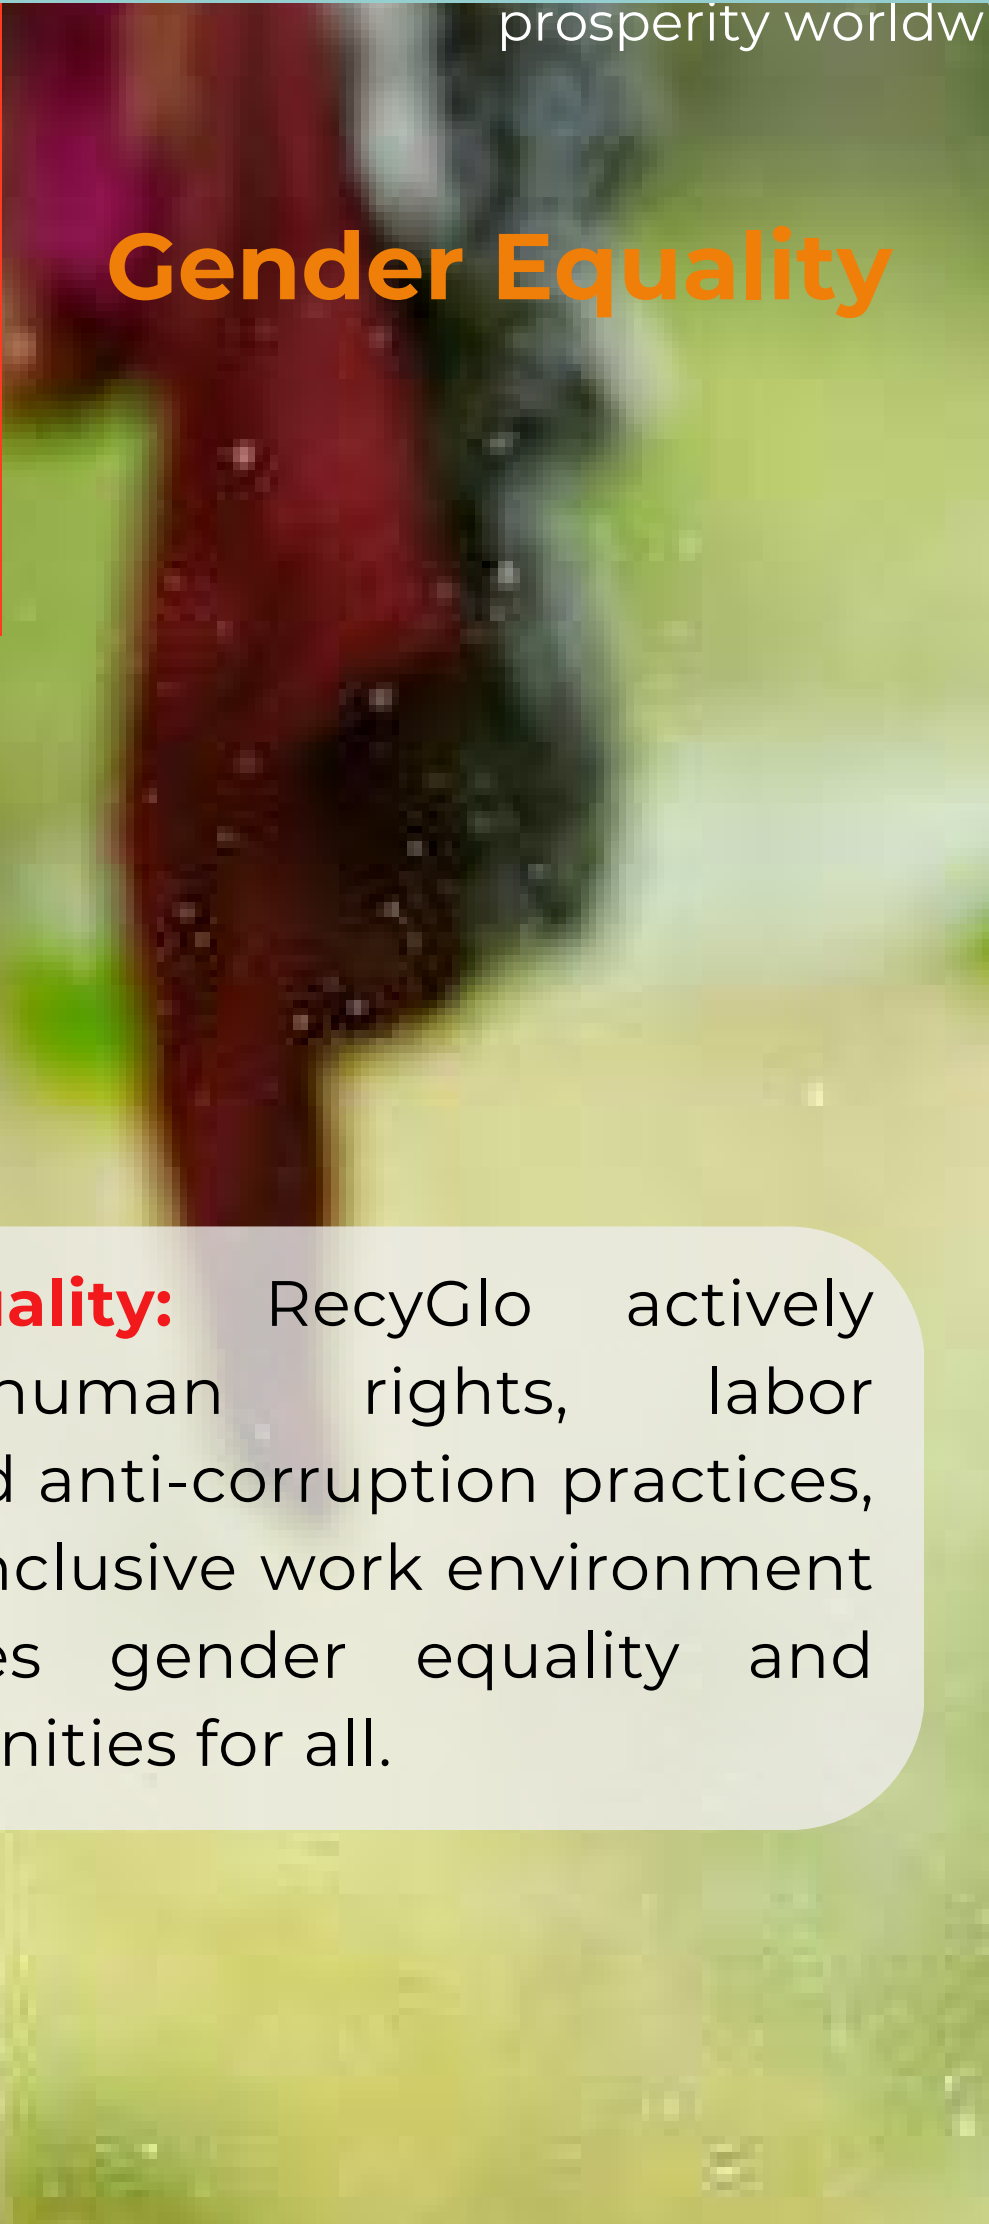 prosperity worldw
Gender Equality
uality: RecyGlo actively
human rights, labor
d anti-corruption practices,
nclusive work environment
es gender equality and
nities for all.